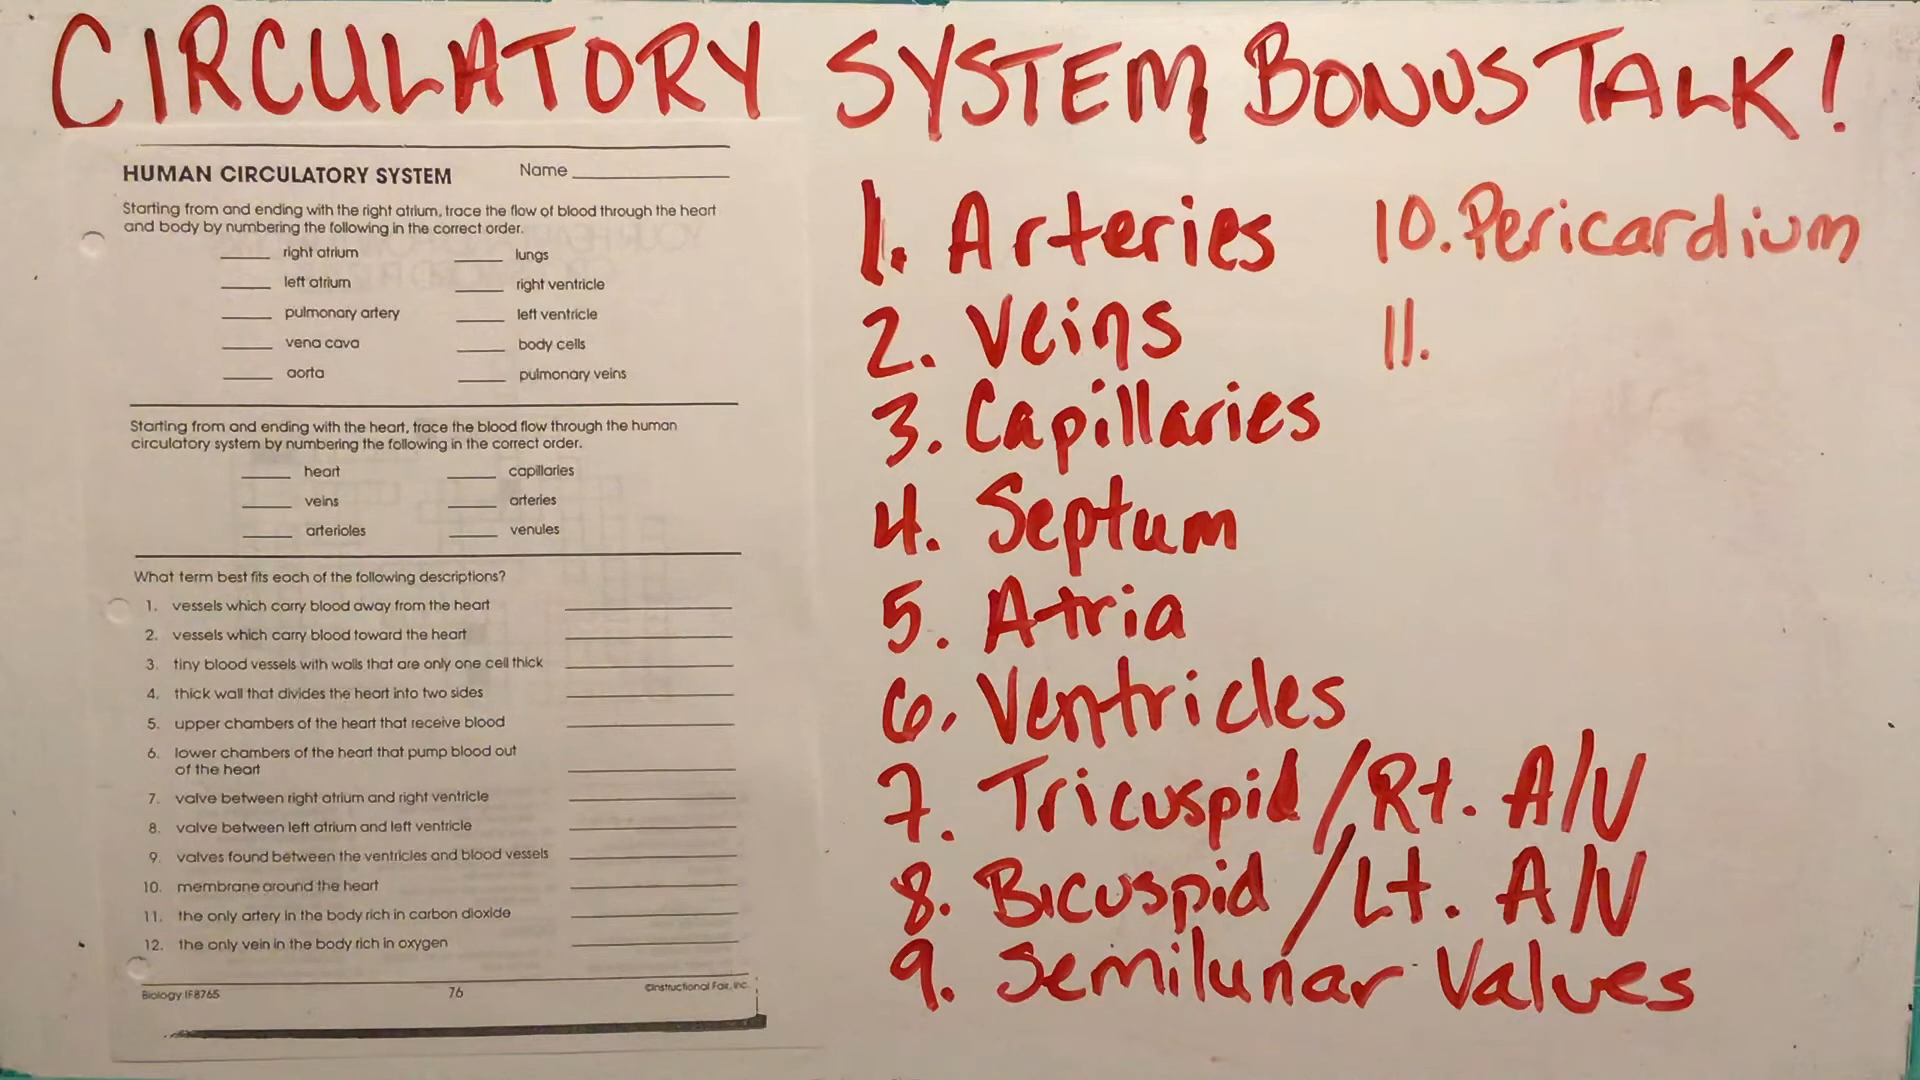 CIRCULATORY SYSTEM BONUS TALK!
HUMAN CIRCULATORY SYSTEM Name
Starting from and ending with the right atrium, trace the flow of blood through the heart
and body by numbering the following in the correct order.
right atrium lungs
left atrium right ventricle
pulmonary artery left ventricle
vena cava body cells
aorta pulmonary veins
Starting from and ending with the heart, trace the blood flow through the human
circulatory system by numbering the following in the correct order.
heart capillaries
veins arteries
arterioles venules
What term best fits each of the following descriptions?
1. vessels which carry blood away from the heart
2. vessels which carry blood toward the heart
3. tiny blood vessels with walls that are only one cell thick
4. thick wall that divides the heart into two sides
5. upper chambers of the heart that receive blood
6. lower chambers of the heart that pump blood out
of the heart
7. valve between right atrium and right ventricle
8. valve between left atrium and left ventricle
9. valves found between the ventricles and blood vessels
10. membrane around the heart
11. the only artery in the body rich in carbon dioxide
12. the only vein in the body rich in oxygen
Biology IF8765 76 ©Instructional Fair, Inc.
1. Arteries
2. Veins
3. Capillaries
4. Septum
5. Atria
6. Ventricles
7. Tricuspid/Rt. A/V
8. Bicuspid/Lt. A/V
9. Semilunar Valves
10. Pericardium
11.